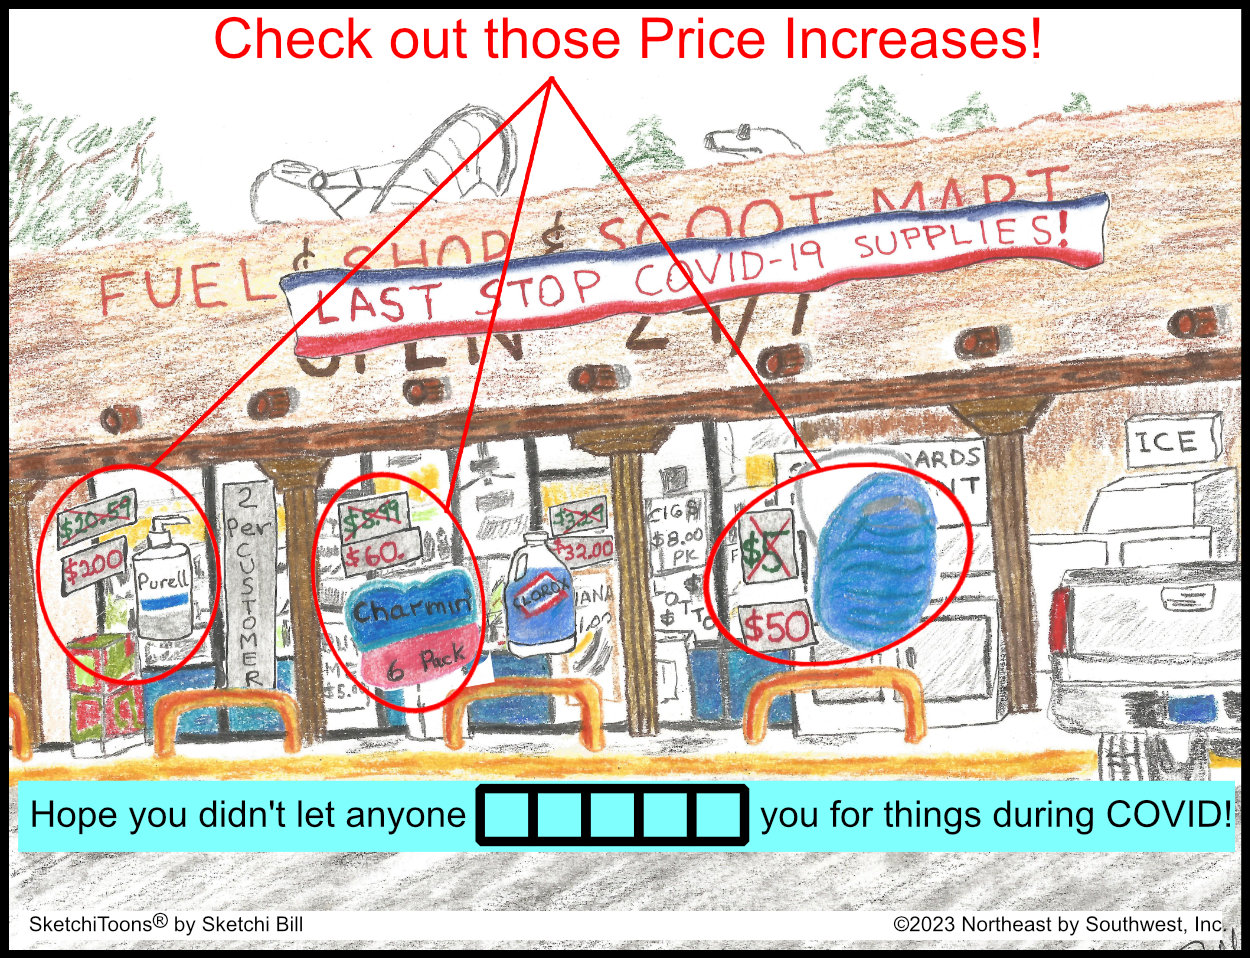 Check out those Price Increases!
FUEL & SHOP & SCOOT MART
LAST STOP COVID-19 SUPPLIES!
OPEN 24/7
ICE
ARDS
NT
$200
Purell
2
Per
CUSTOMER
$8.99
$60.
Charmin
6 Pack
$5.0
$3.29
$32.00
CLOROX
CIGS
$8.00
PK
LOTTO
$
$5
$50
Hope you didn't let anyone you for things during COVID!
SketchiToons® by Sketchi Bill
©2023 Northeast by Southwest, Inc.